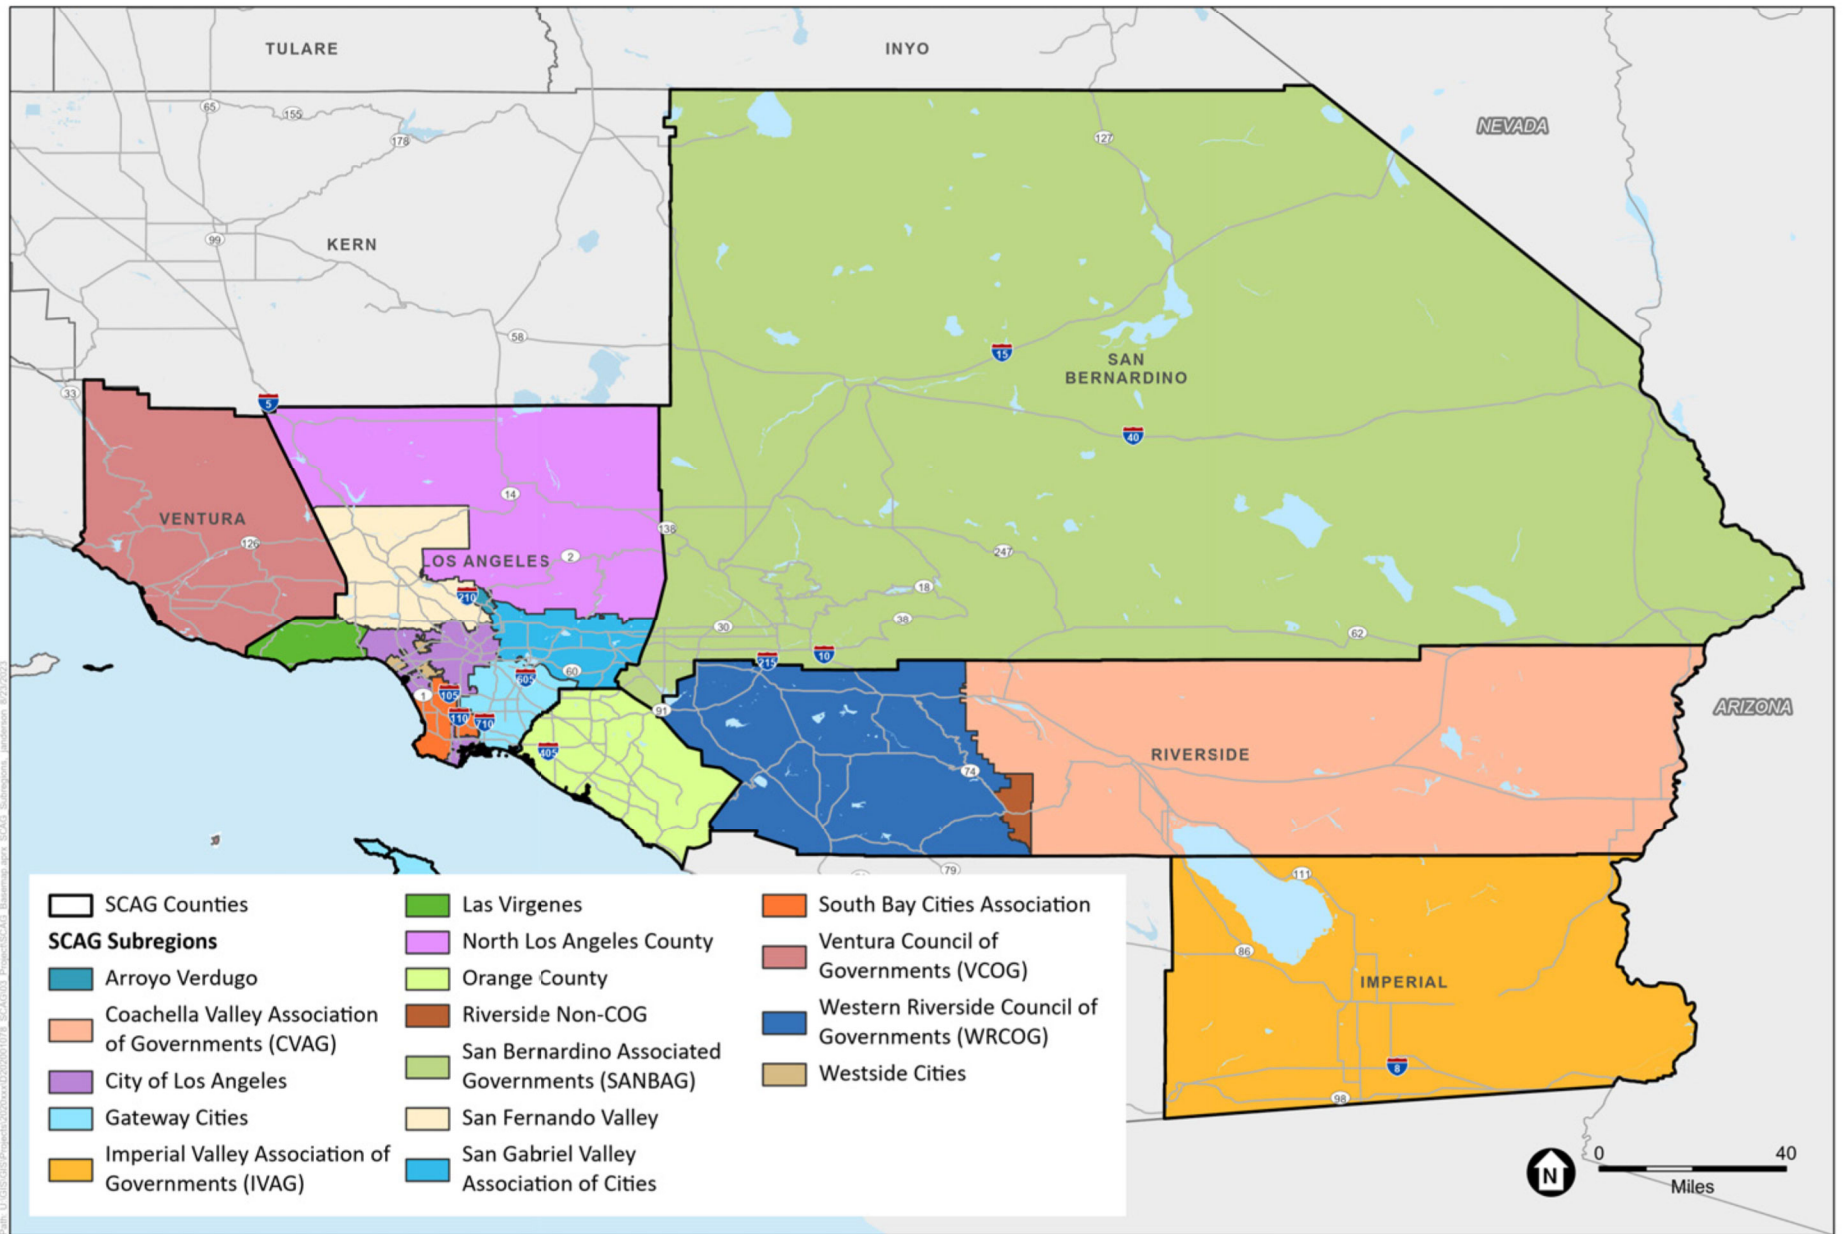 TULARE
INYO
NEVADA
65
155
178
127
KERN
99
58
15
SAN
BERNARDINO
40
33
5
14
VENTURA
126
LOS ANGELES
2
138
247
210
18
30
38
62
215
10
60
605
1
105
110
710
91
405
RIVERSIDE
ARIZONA
74
79
111
86
IMPERIAL
8
98
SCAG Counties
SCAG Subregions
Arroyo Verdugo
Coachella Valley Association
of Governments (CVAG)
City of Los Angeles
Gateway Cities
Imperial Valley Association of
Governments (IVAG)
Las Virgenes
North Los Angeles County
Orange County
Riverside Non-COG
San Bernardino Associated
Governments (SANBAG)
San Fernando Valley
San Gabriel Valley
Association of Cities
South Bay Cities Association
Ventura Council of
Governments (VCOG)
Western Riverside Council of
Governments (WRCOG)
Westside Cities
N
0 40
Miles